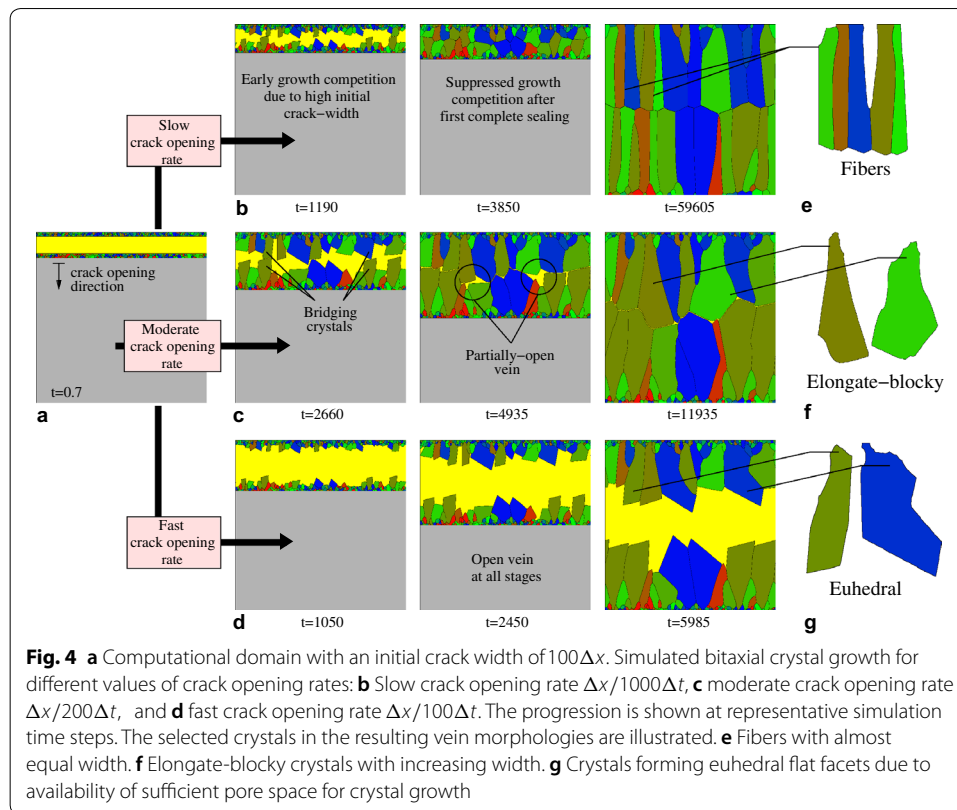 Early growth competition
due to high initial
crack-width
Suppressed growth
competition after
first complete sealing
Slow
crack opening
rate
Fibers
b
t=1190
t=3850
t=59605
e
crack opening
direction
Bridging
crystals
Partially-open
vein
Moderate
crack opening
rate
Elongate-blocky
t=0.7
a
c
t=2660
t=4935
t=11935
f
Fast
crack opening
rate
Open vein
at all stages
Euhedral
d
t=1050
t=2450
t=5985
g
Fig. 4 a Computational domain with an initial crack width of 100Δx. Simulated bitaxial crystal growth for
different values of crack opening rates: b Slow crack opening rate Δx/1000Δt, c moderate crack opening rate
Δx/200Δt, and d fast crack opening rate Δx/100Δt. The progression is shown at representative simulation
time steps. The selected crystals in the resulting vein morphologies are illustrated. e Fibers with almost
equal width. f Elongate-blocky crystals with increasing width. g Crystals forming euhedral flat facets due to
availability of sufficient pore space for crystal growth